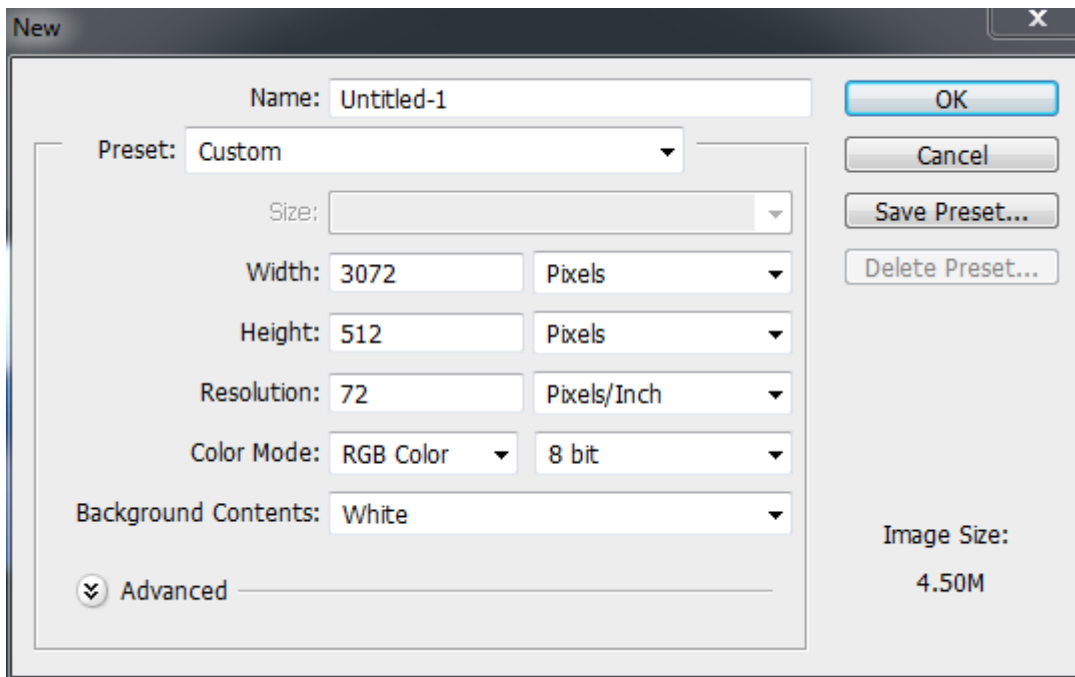 New
X
Name: Untitled-1
OK
Preset: Custom
Cancel
Size:
Save Preset...
Width: 3072 Pixels
Delete Preset...
Height: 512 Pixels
Resolution: 72 Pixels/Inch
Color Mode: RGB Color 8 bit
Background Contents: White
Image Size:
4.50M
Advanced